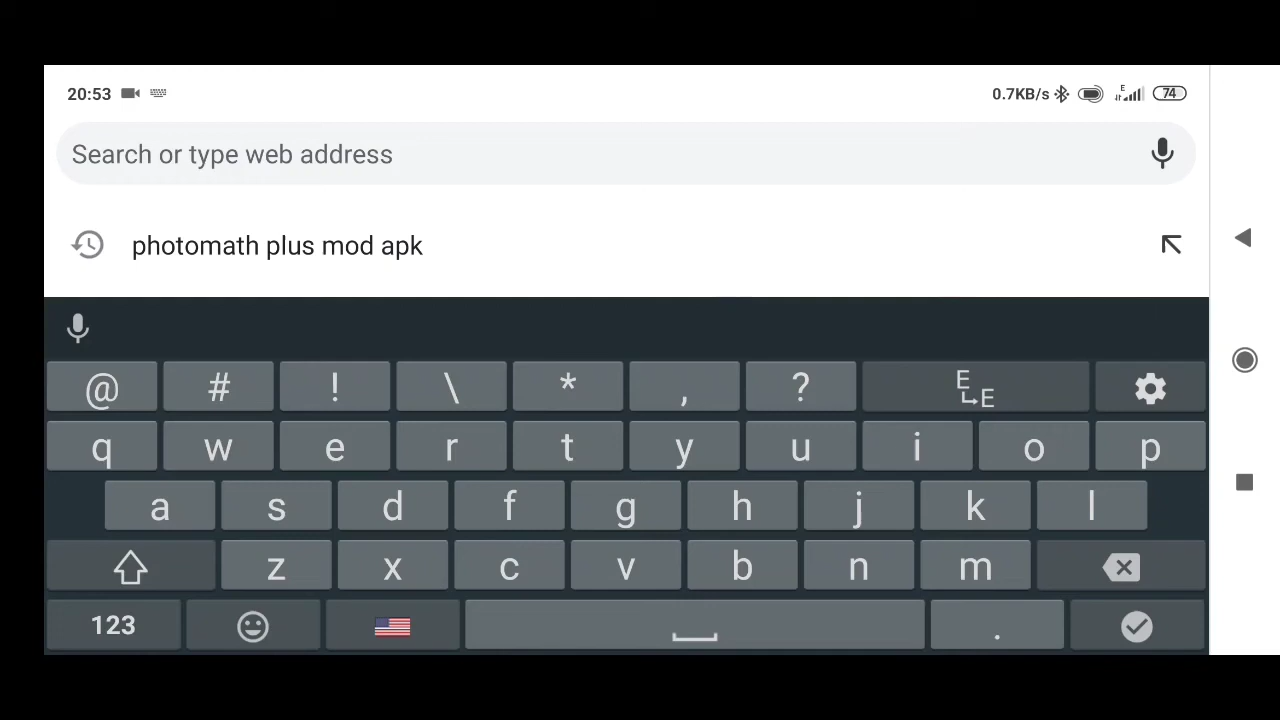 20:53 0.7KB/s E 74
Search or type web address
photomath plus mod apk
@ # ! \ * , ? E E
q w e r t y u i o p
a s d f g h j k l
z x c v b n m
123 .